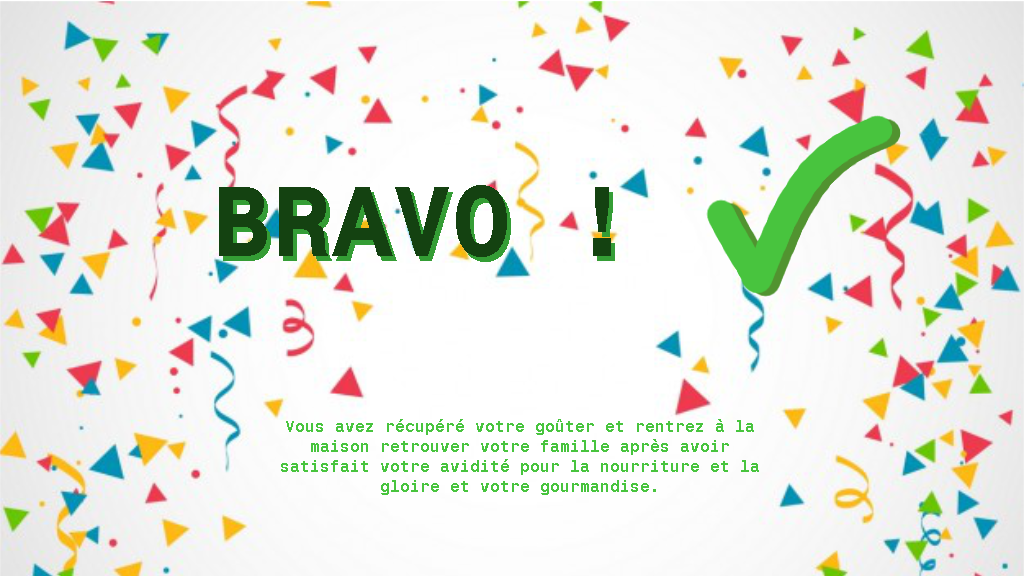 BRAVO !
Vous avez récupéré votre goûter et rentrez à la
maison retrouver votre famille après avoir
satisfait votre avidité pour la nourriture et la
gloire et votre gourmandise.